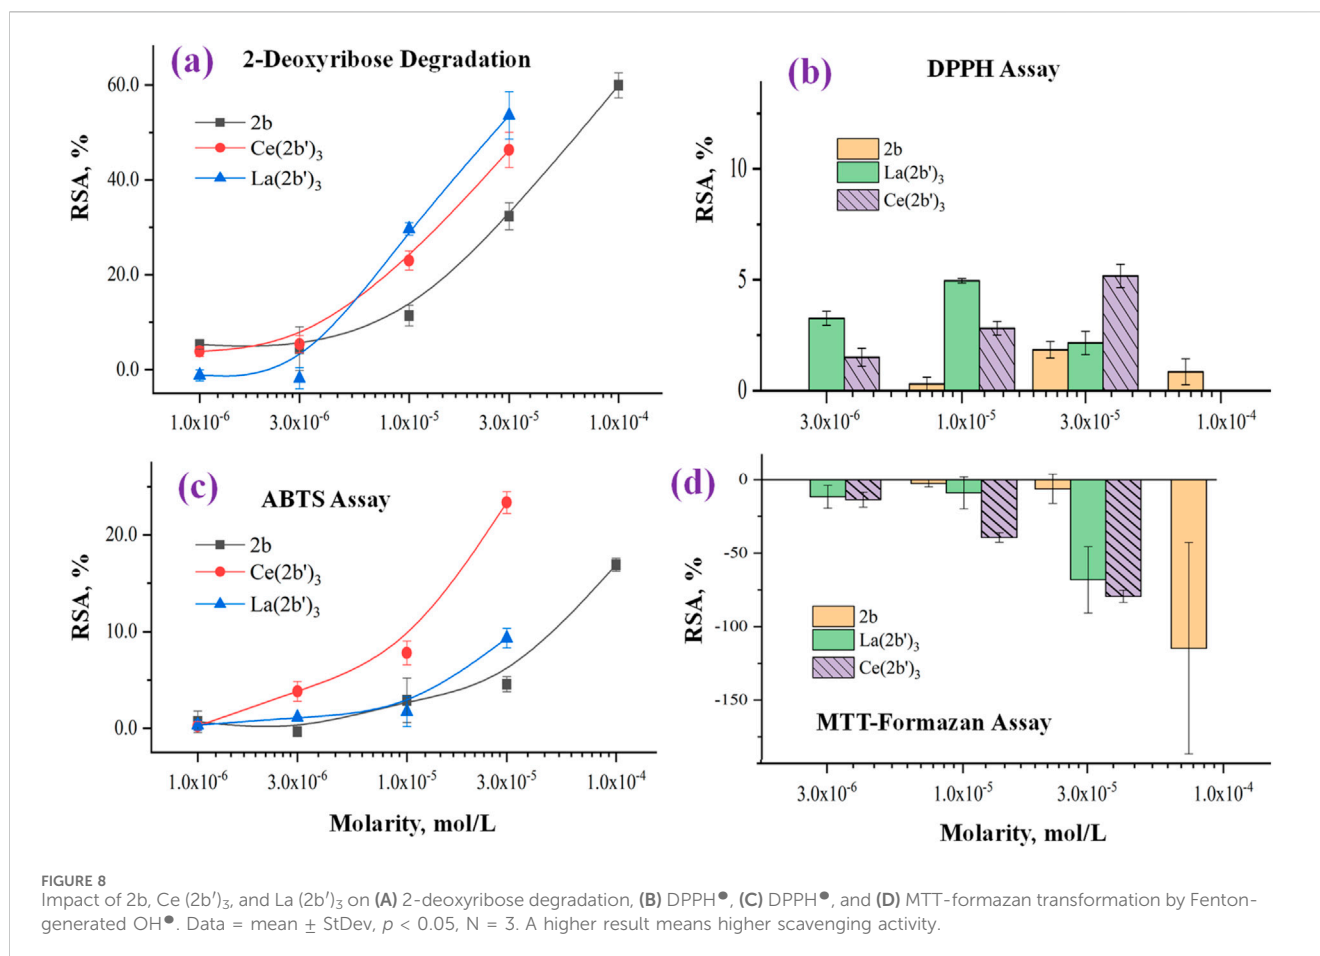 (a)
2-Deoxyribose Degradation
RSA, %
60.0
40.0
20.0
0.0
2b
Ce(2b')₃
La(2b')₃
1.0x10⁻⁶
3.0x10⁻⁶
1.0x10⁻⁵
3.0x10⁻⁵
1.0x10⁻⁴
(b)
DPPH Assay
RSA, %
10
5
0
2b
La(2b')₃
Ce(2b')₃
3.0x10⁻⁶
1.0x10⁻⁵
3.0x10⁻⁵
1.0x10⁻⁴
(c)
ABTS Assay
RSA, %
20.0
10.0
0.0
2b
Ce(2b')₃
La(2b')₃
1.0x10⁻⁶
3.0x10⁻⁶
1.0x10⁻⁵
3.0x10⁻⁵
1.0x10⁻⁴
Molarity, mol/L
(d)
RSA, %
0
-50
-100
-150
2b
La(2b')₃
Ce(2b')₃
MTT-Formazan Assay
3.0x10⁻⁶
1.0x10⁻⁵
3.0x10⁻⁵
1.0x10⁻⁴
Molarity, mol/L
FIGURE 8
Impact of 2b, Ce (2b′)₃, and La (2b′)₃ on (A) 2-deoxyribose degradation, (B) DPPH●, (C) DPPH●, and (D) MTT-formazan transformation by Fenton-
generated OH●. Data = mean ± StDev, p < 0.05, N = 3. A higher result means higher scavenging activity.